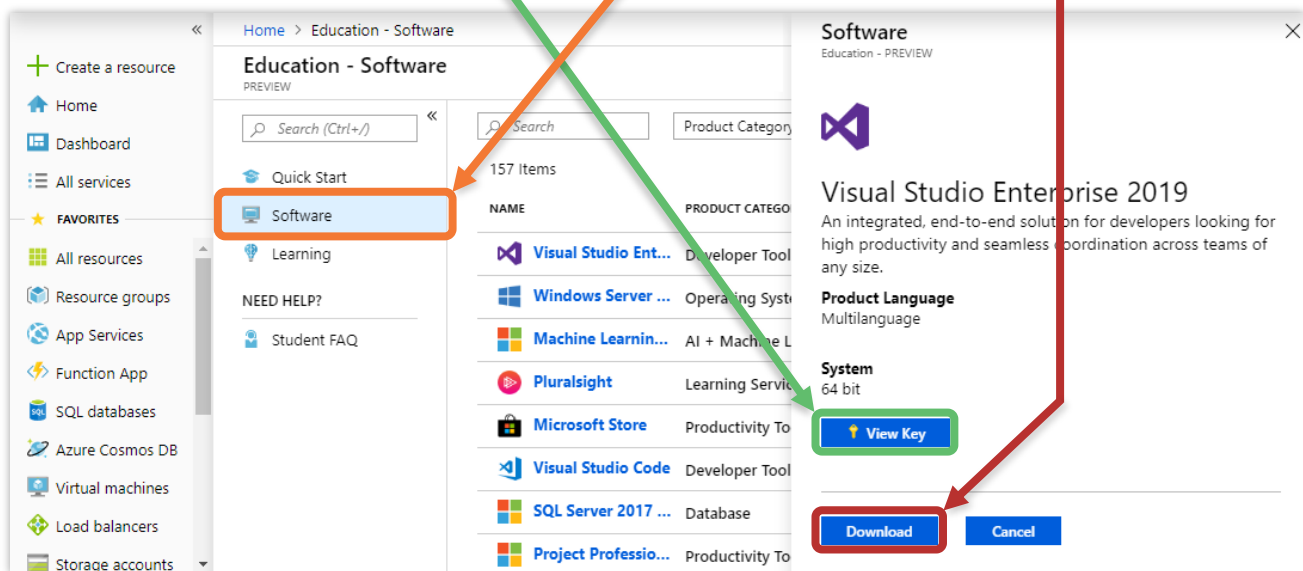 «
Create a resource
Home
Dashboard
All services
FAVORITES
All resources
Resource groups
App Services
Function App
SQL databases
Azure Cosmos DB
Virtual machines
Load balancers
Storage accounts
Home > Education - Software
Education - Software
PREVIEW
Search (Ctrl+/)
«
Quick Start
Software
Learning
NEED HELP?
Student FAQ
Search
Product Category
157 Items
NAME PRODUCT CATEGO
Visual Studio Ent... Developer Tool
Windows Server ... Operating Syste
Machine Learnin... AI + Machine L
Pluralsight Learning Servic
Microsoft Store Productivity To
Visual Studio Code Developer Tool
SQL Server 2017 ... Database
Project Professio... Productivity To
Software
Education - PREVIEW
Visual Studio Enterprise 2019
An integrated, end-to-end solution for developers looking for
high productivity and seamless coordination across teams of
any size.
Product Language
Multilanguage
System
64 bit
View Key
Download Cancel